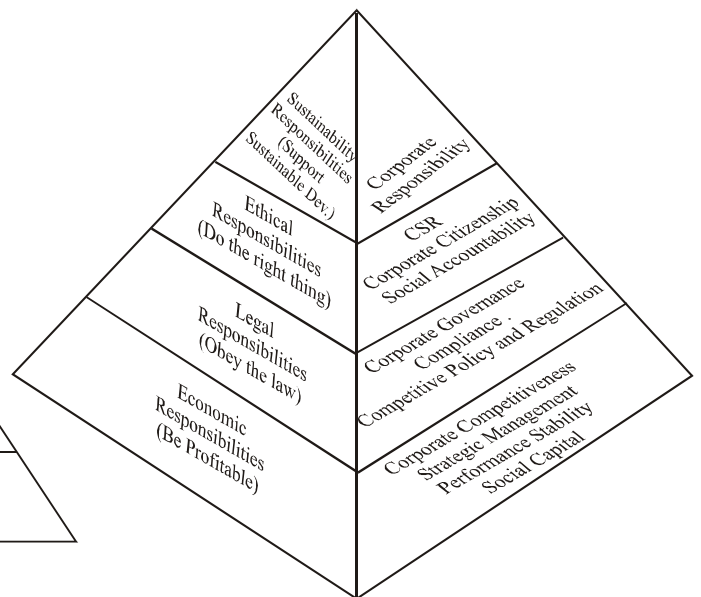 Sustainability
Responsibilities
(Support
Sustainable Dev.)
Corporate
Responsibility
Ethical
Responsibilities
(Do the right thing)
CSR
Corporate Citizenship
Social Accountability
Legal
Responsibilities
(Obey the law)
Corporate Governance
Compliance .
Competitive Policy and Regulation
Economic
Responsibilities
(Be Profitable)
Corporate Competitiveness
Strategic Management
Performance Stability
Social Capital